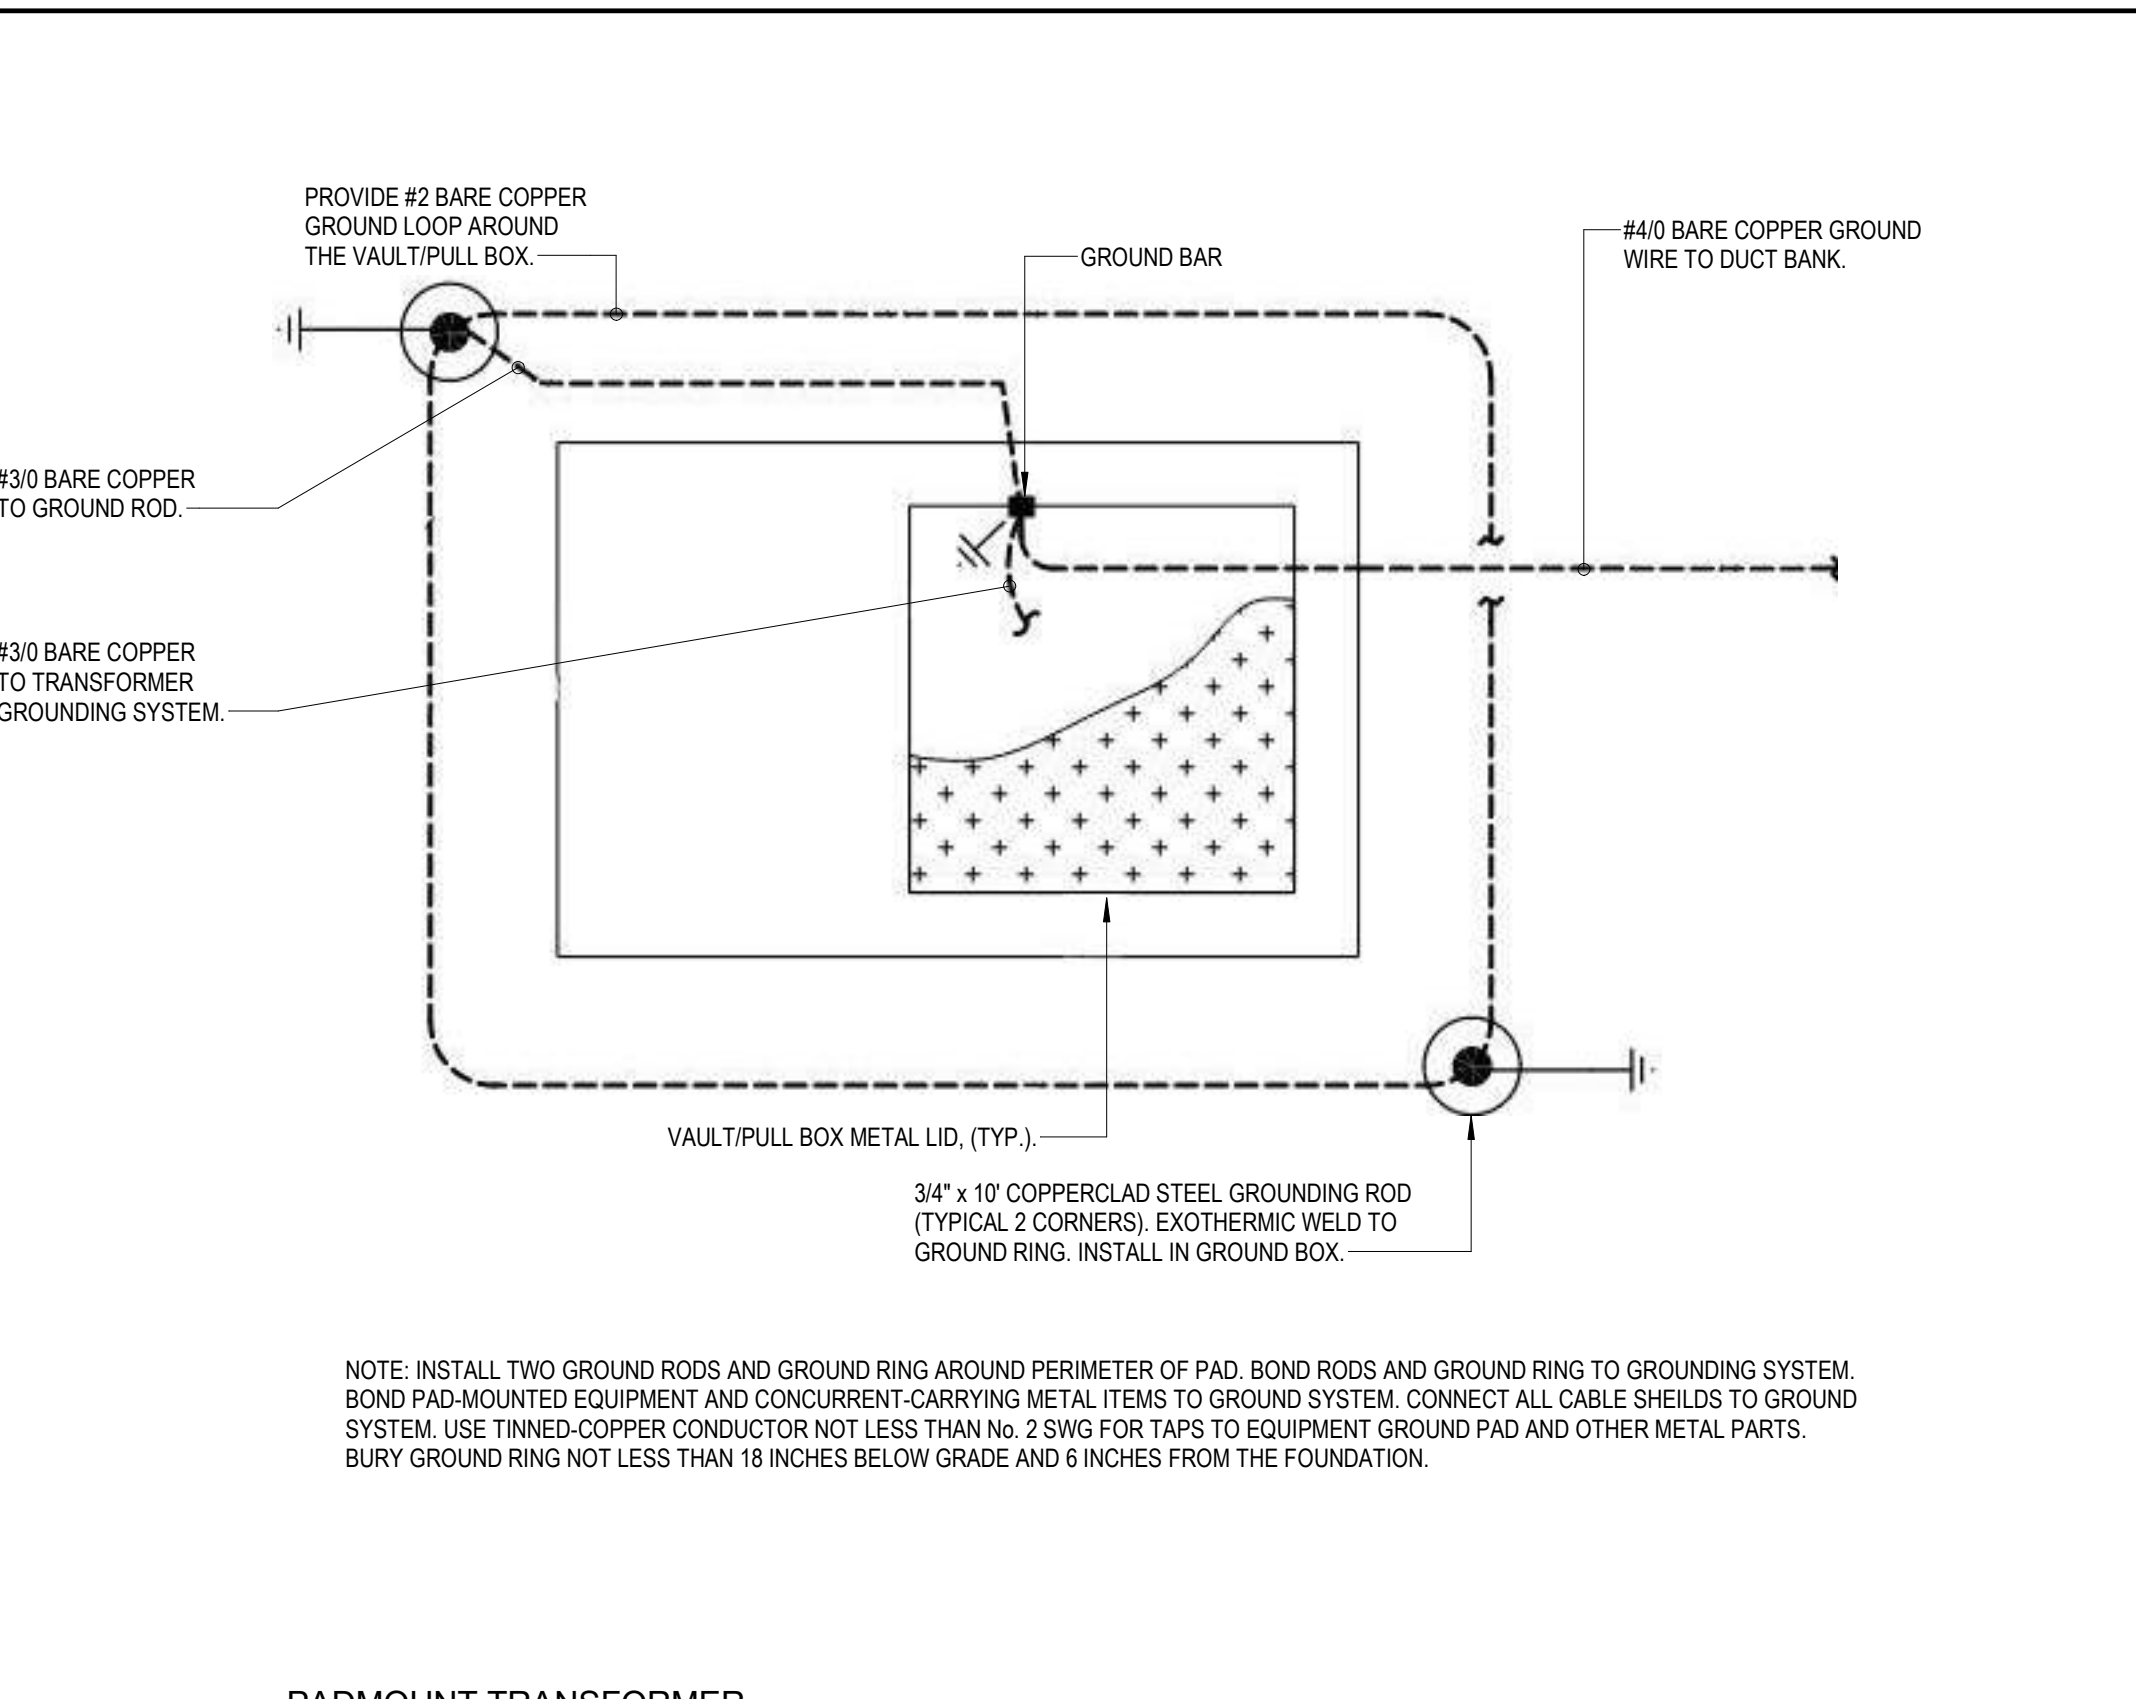 PROVIDE #2 BARE COPPER
GROUND LOOP AROUND
THE VAULT/PULL BOX.
GROUND BAR
#4/0 BARE COPPER GROUND
WIRE TO DUCT BANK.
#3/0 BARE COPPER
TO GROUND ROD.
#3/0 BARE COPPER
TO TRANSFORMER
GROUNDING SYSTEM.
VAULT/PULL BOX METAL LID, (TYP.).
3/4" x 10' COPPERCLAD STEEL GROUNDING ROD
(TYPICAL 2 CORNERS). EXOTHERMIC WELD TO
GROUND RING. INSTALL IN GROUND BOX.
NOTE: INSTALL TWO GROUND RODS AND GROUND RING AROUND PERIMETER OF PAD. BOND RODS AND GROUND RING TO GROUNDING SYSTEM.
BOND PAD-MOUNTED EQUIPMENT AND CONCURRENT-CARRYING METAL ITEMS TO GROUND SYSTEM. CONNECT ALL CABLE SHEILDS TO GROUND
SYSTEM. USE TINNED-COPPER CONDUCTOR NOT LESS THAN No. 2 SWG FOR TAPS TO EQUIPMENT GROUND PAD AND OTHER METAL PARTS.
BURY GROUND RING NOT LESS THAN 18 INCHES BELOW GRADE AND 6 INCHES FROM THE FOUNDATION.
PADMOUNT TRANSFORMER